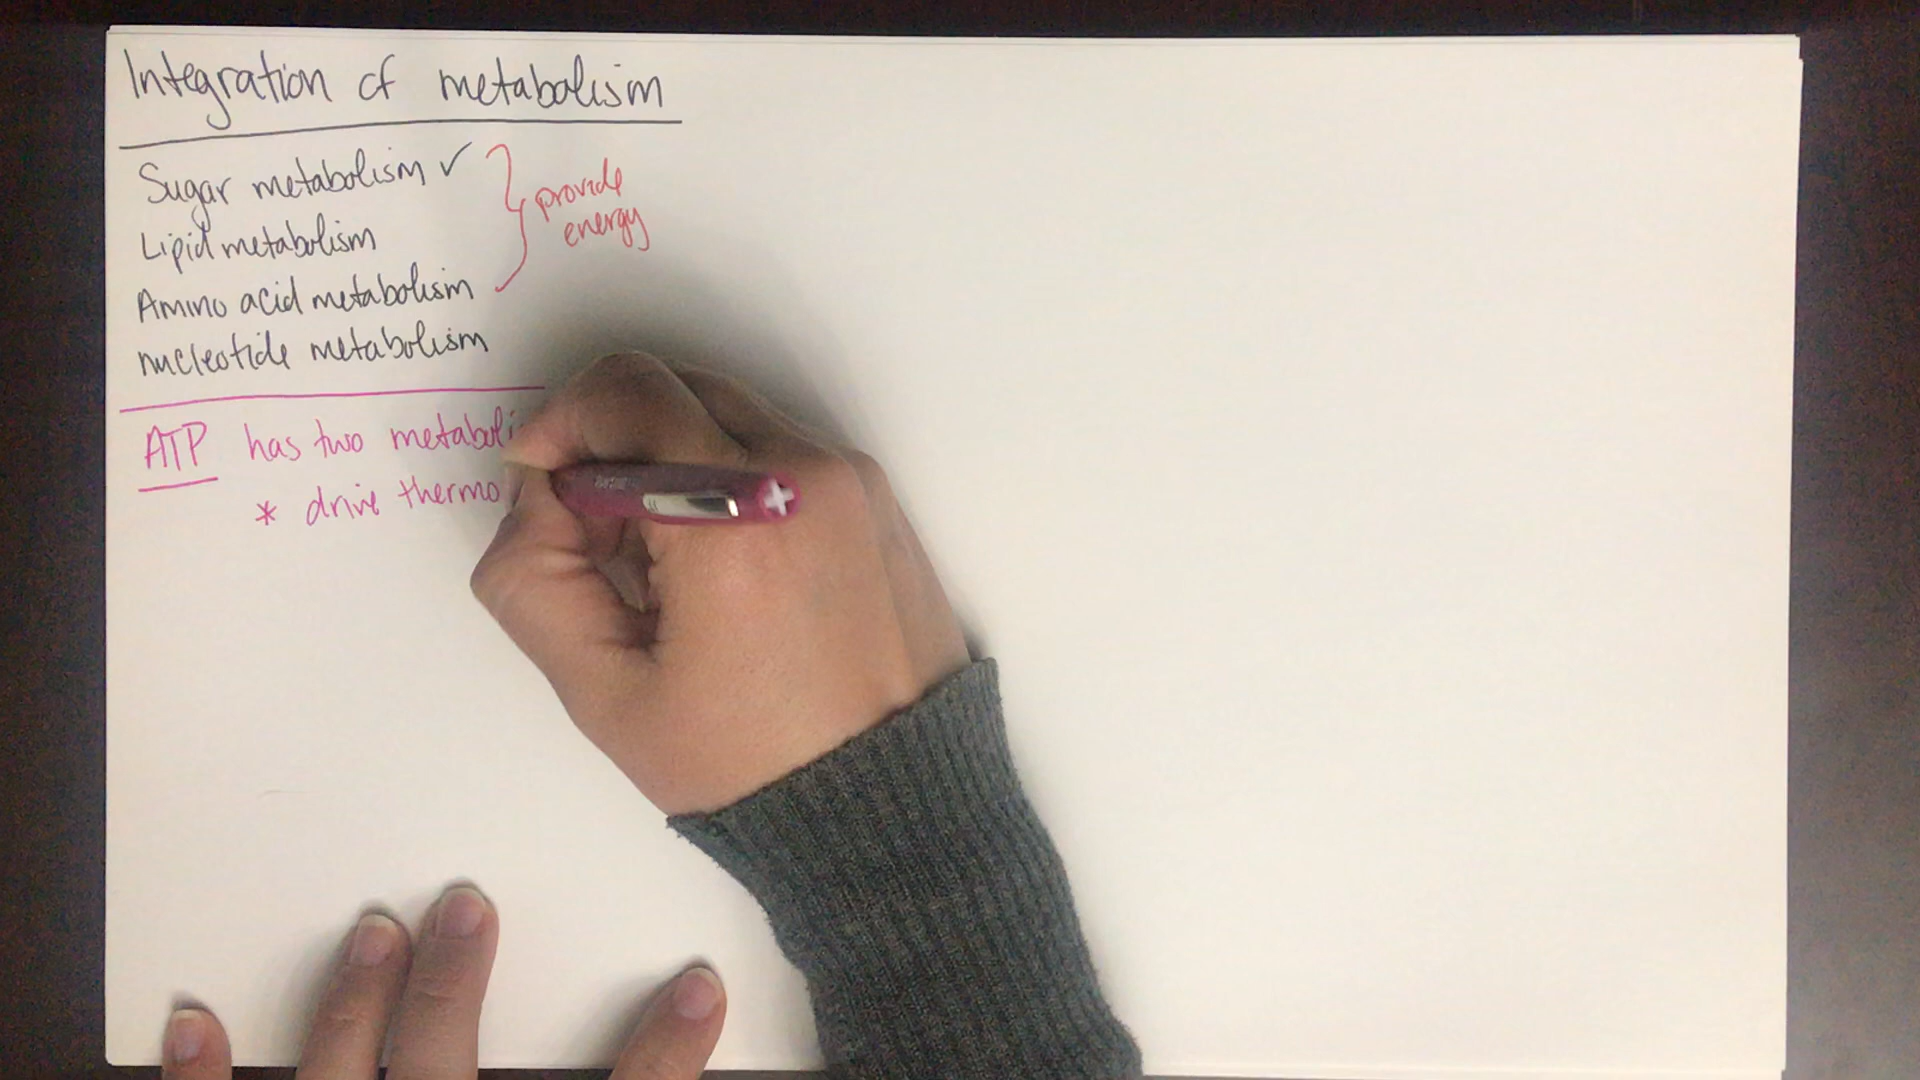 Integration of metabolism
Sugar metabolism ✓
Lipid metabolism
Amino acid metabolism
nucleotide metabolism
provide
energy
ATP has two metaboli
* drive thermo